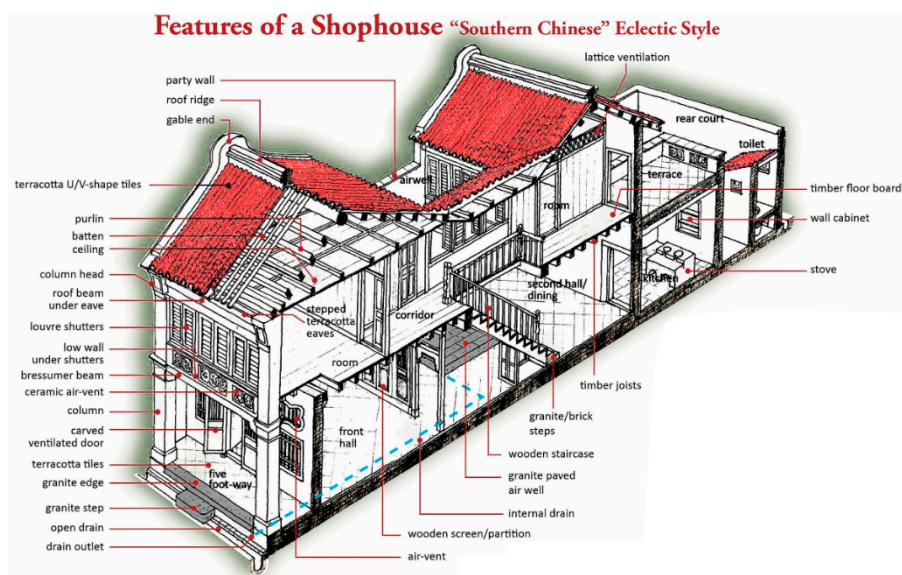 Features of a Shophouse "Southern Chinese" Eclectic Style
lattice ventilation
party wall
roof ridge
gable end
rear court
toilet
airwell
terracotta U/V-shape tiles
terrace
timber floor board
room
purlin
wall cabinet
batten
ceiling
column head
stove
kitchen
roof beam
under eave
second hall/
dining
stepped
terracotta
eaves
corridor
louvre shutters
low wall
under shutters
room
bressumer beam
timber joists
ceramic air-vent
column
granite/brick
steps
carved
ventilated door
front
hall
wooden staircase
terracotta tiles
five
foot-way
granite paved
air well
granite edge
granite step
internal drain
open drain
wooden screen/partition
drain outlet
air-vent